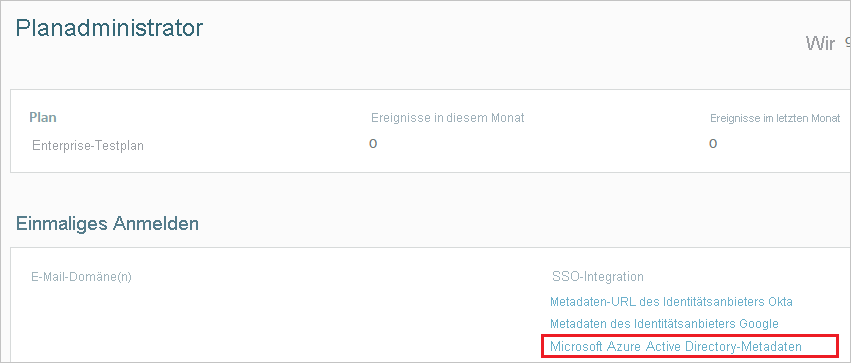 Planadministrator
Wir
Plan
Ereignisse in diesem Monat
Ereignisse im letzten Monat
Enterprise-Testplan
0
0
Einmaliges Anmelden
E-Mail-Domäne(n)
SSO-Integration
Metadaten-URL des Identitätsanbieters Okta
Metadaten des Identitätsanbieters Google
Microsoft Azure Active Directory-Metadaten